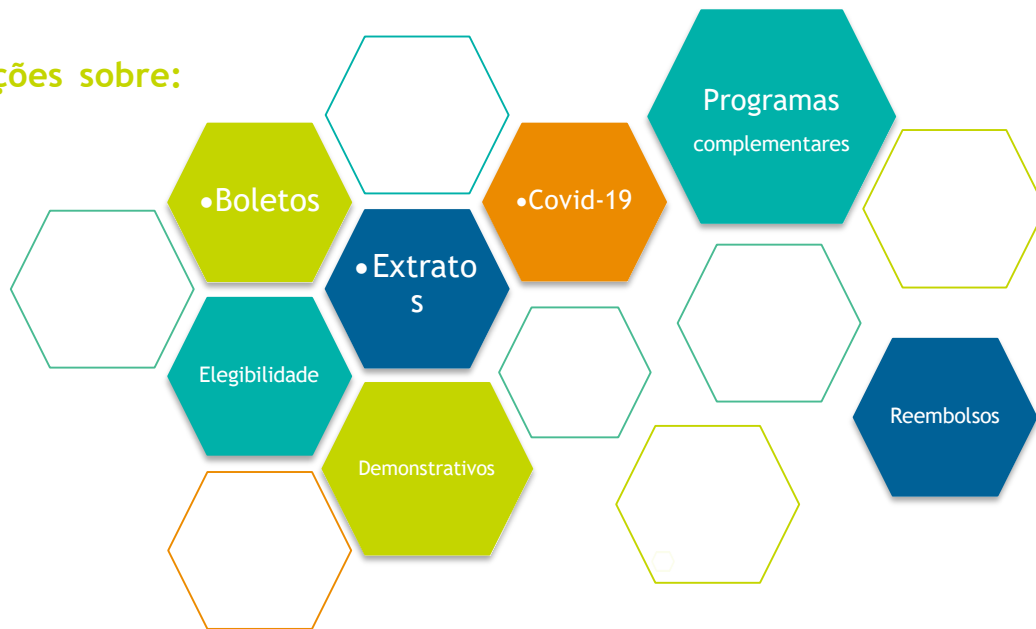 ções sobre:
Programas
complementares
•Boletos
•Covid-19
•Extrato
s
Elegibilidade
Reembolsos
Demonstrativos